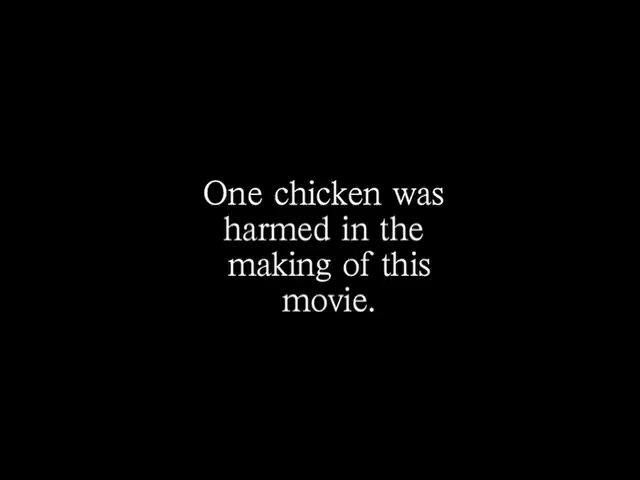 One chicken was
harmed in the
making of this
movie.